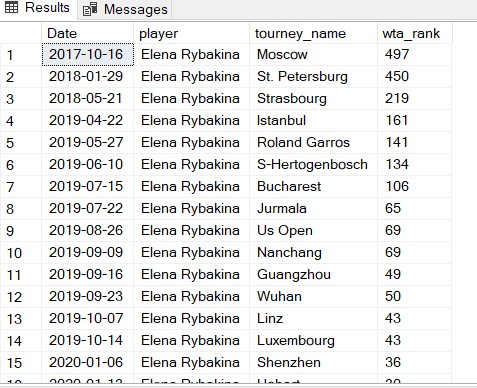 Results Messages
Date player tourney_name wta_rank
1 2017-10-16 Elena Rybakina Moscow 497
2 2018-01-29 Elena Rybakina St. Petersburg 450
3 2018-05-21 Elena Rybakina Strasbourg 219
4 2019-04-22 Elena Rybakina Istanbul 161
5 2019-05-27 Elena Rybakina Roland Garros 141
6 2019-06-10 Elena Rybakina S-Hertogenbosch 134
7 2019-07-15 Elena Rybakina Bucharest 106
8 2019-07-22 Elena Rybakina Jurmala 65
9 2019-08-26 Elena Rybakina Us Open 69
10 2019-09-09 Elena Rybakina Nanchang 69
11 2019-09-16 Elena Rybakina Guangzhou 49
12 2019-09-23 Elena Rybakina Wuhan 50
13 2019-10-07 Elena Rybakina Linz 43
14 2019-10-14 Elena Rybakina Luxembourg 43
15 2020-01-06 Elena Rybakina Shenzhen 36